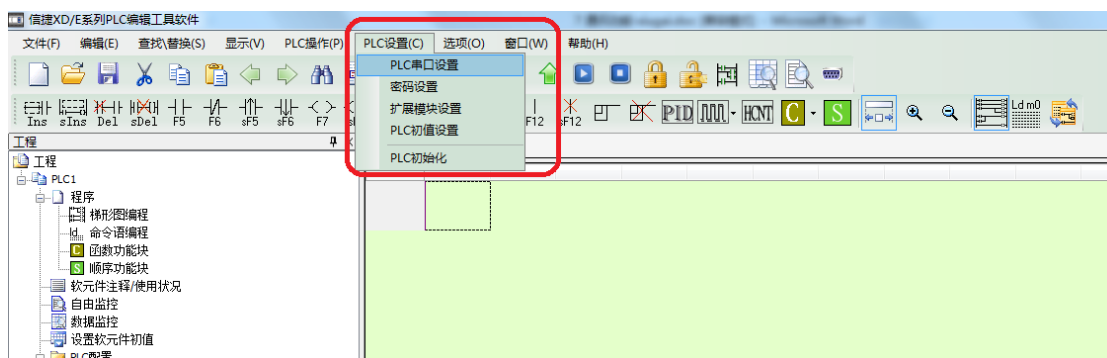 信捷XD/E系列PLC编辑工具软件
文件(F) 编辑(E) 查找\替换(S) 显示(V) PLC操作(P) PLC设置(C) 选项(O) 窗口(W) 帮助(H)
PLC串口设置
密码设置
扩展模块设置
PLC初值设置
PLC初始化
Ins sIns Del sDel F5 F6 sF5 sF6 F7 F12 sF12 PID HCNT C S Ld m0
工程
工程
PLC1
程序
梯形图编程
命令语编程
C 函数功能块
S 顺序功能块
软元件注释/使用状况
自由监控
数据监控
设置软元件初值
PLC配置